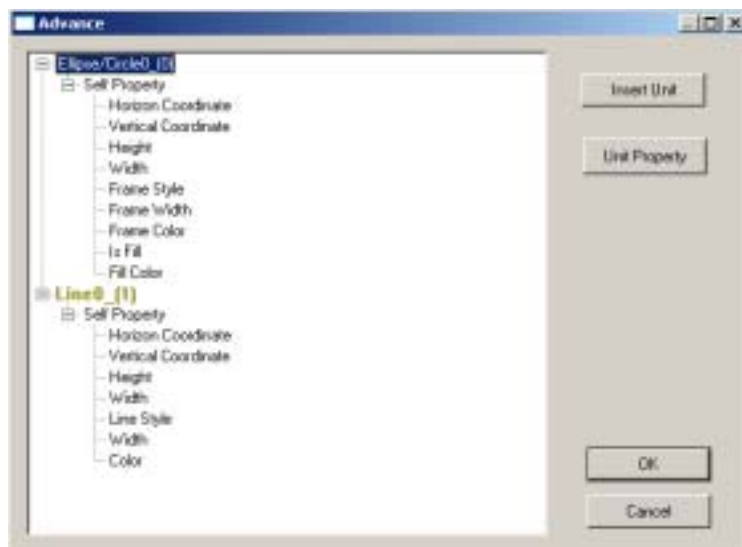 Advance
Ellipse/Circle0_(0)
Self Property
Horizon Coordinate
Vertical Coordinate
Height
Width
Frame Style
Frame Width
Frame Color
Is Fill
Fill Color
Line0_(1)
Self Property
Horizon Coordinate
Vertical Coordinate
Height
Width
Line Style
Width
Color
Insert Unit
Unit Property
OK
Cancel